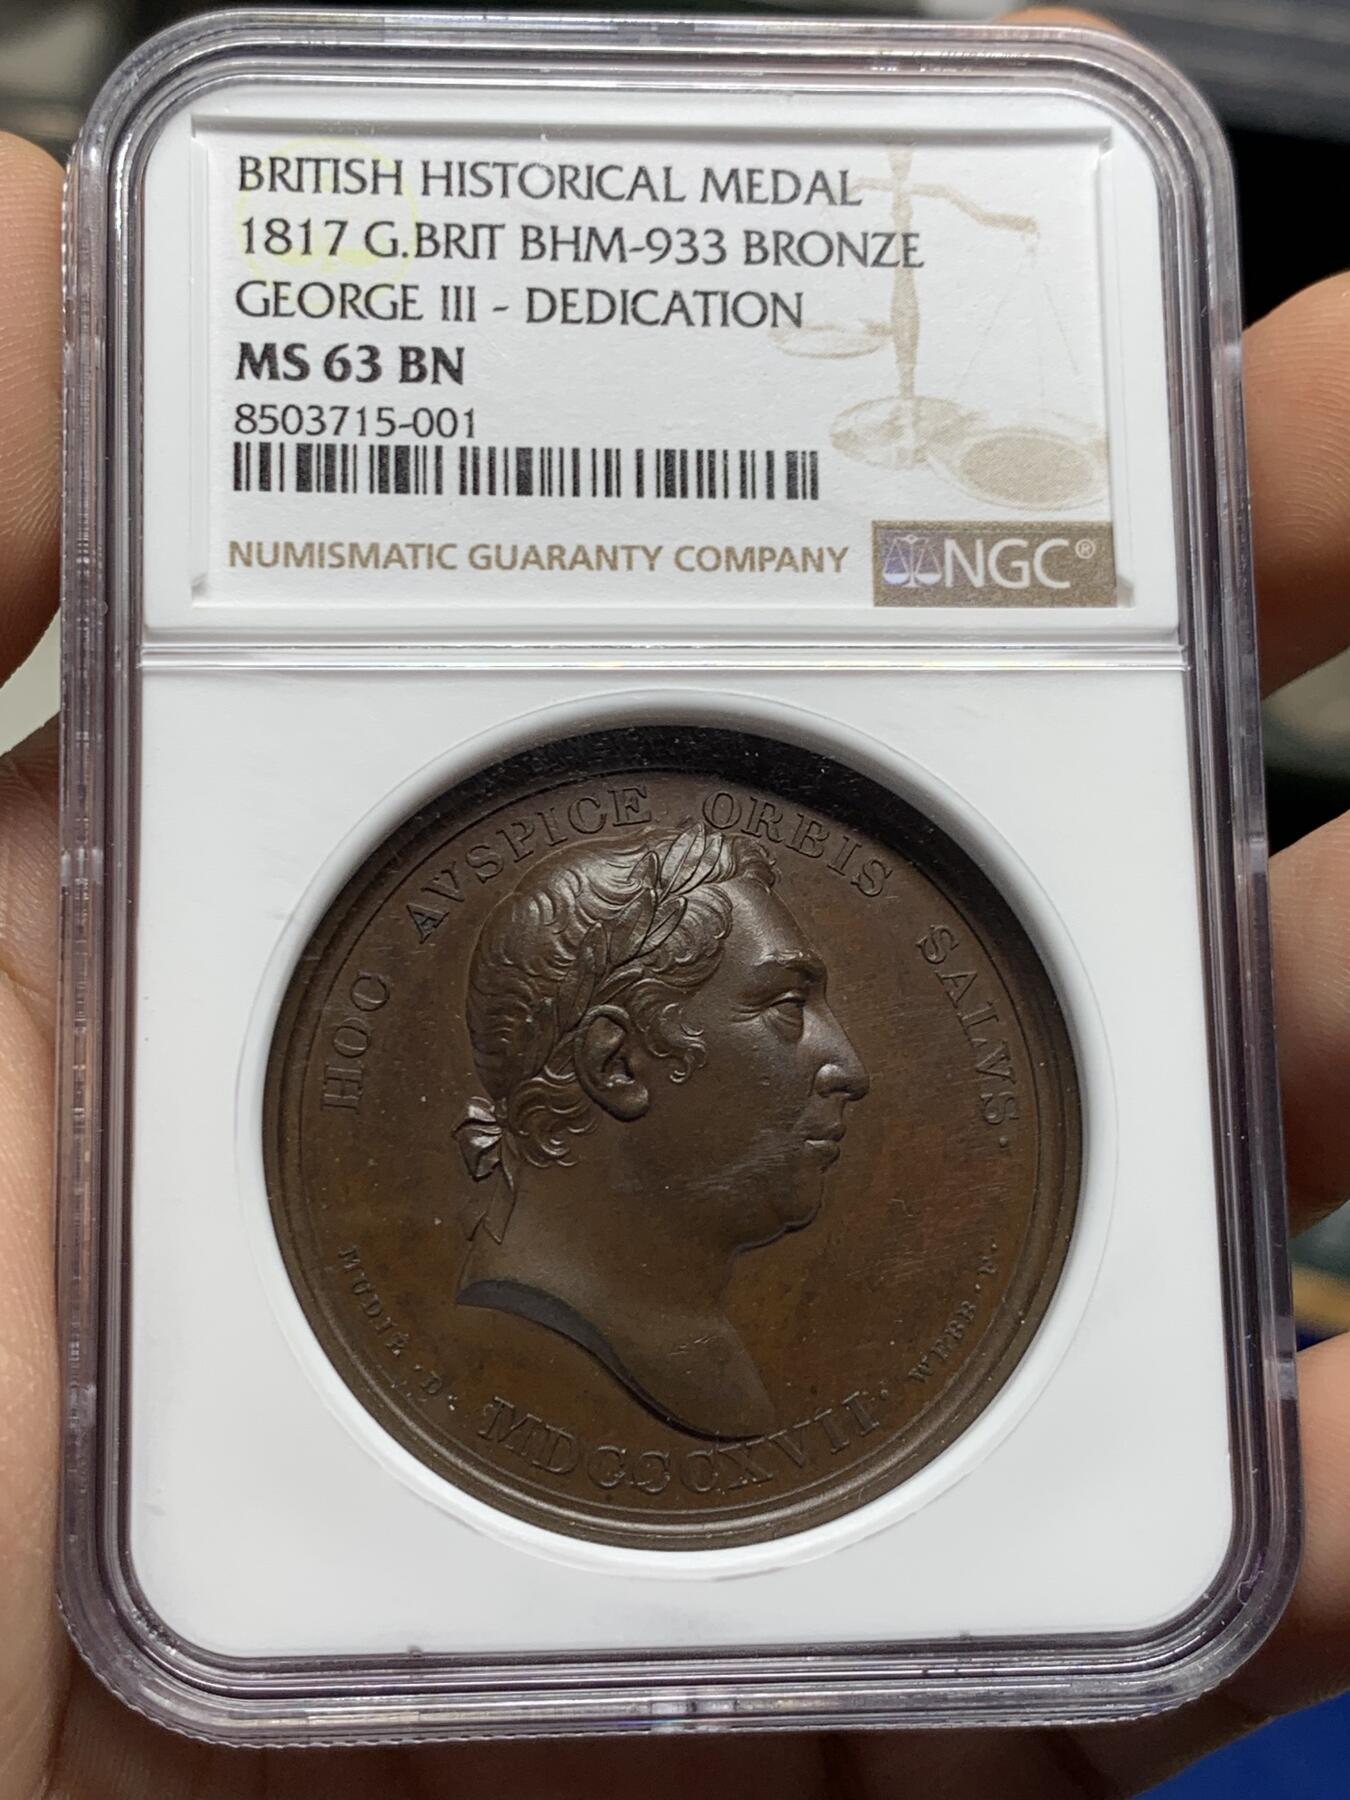 BRITISH HISTORICAL MEDAL
1817 G.BRIT BHM-933 BRONZE
GEORGE III - DEDICATION
MS 63 BN
8503715-001
NUMISMATIC GUARANTY COMPANY
NGC®
HOC AVSPICE ORBIS SALVS.
MUDIE · D.
WEBB · F.
MDCCCXVII.